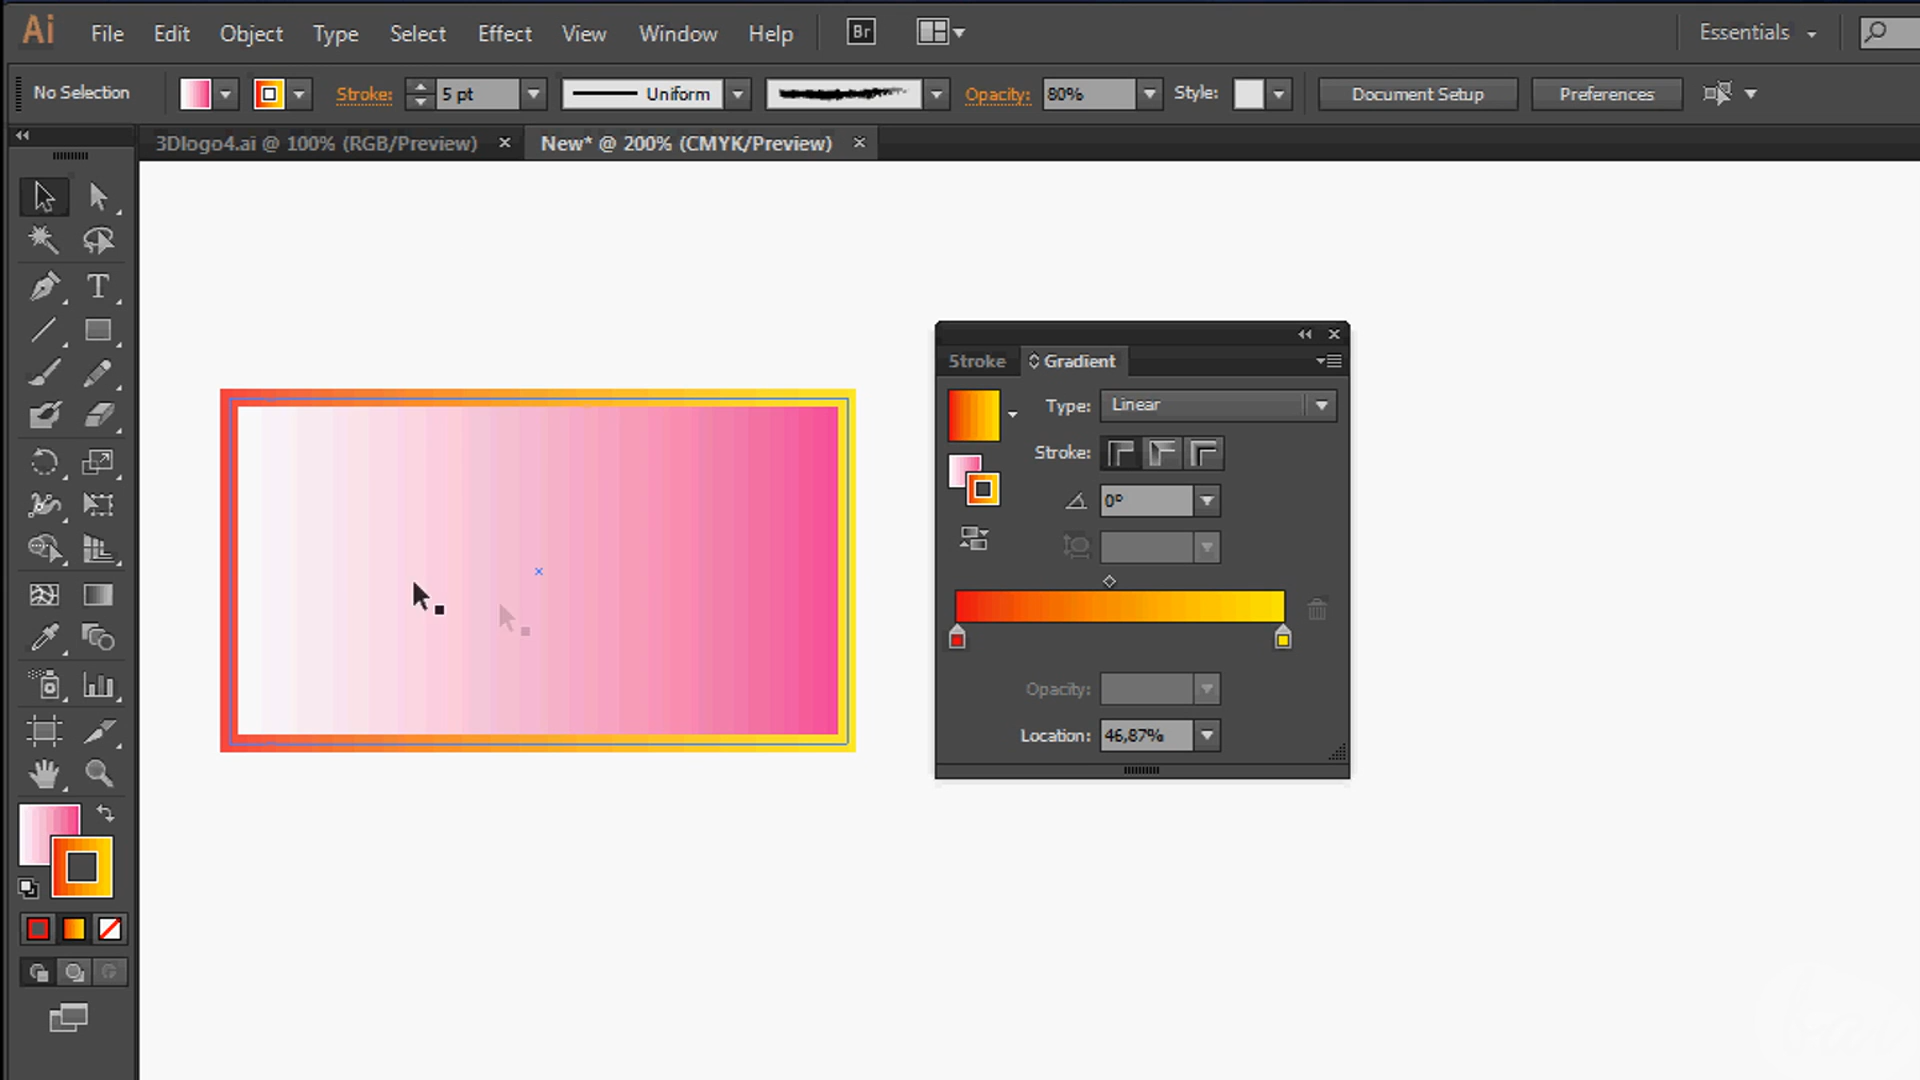 Ai File Edit Object Type Select Effect View Window Help Br Essentials
No Selection Stroke: 5 pt Uniform Opacity: 80% Style: Document Setup Preferences
3Dlogo4.ai @ 100% (RGB/Preview) New* @ 200% (CMYK/Preview)
Stroke Gradient
Type: Linear
Stroke:
0°
Opacity:
Location: 46,87%